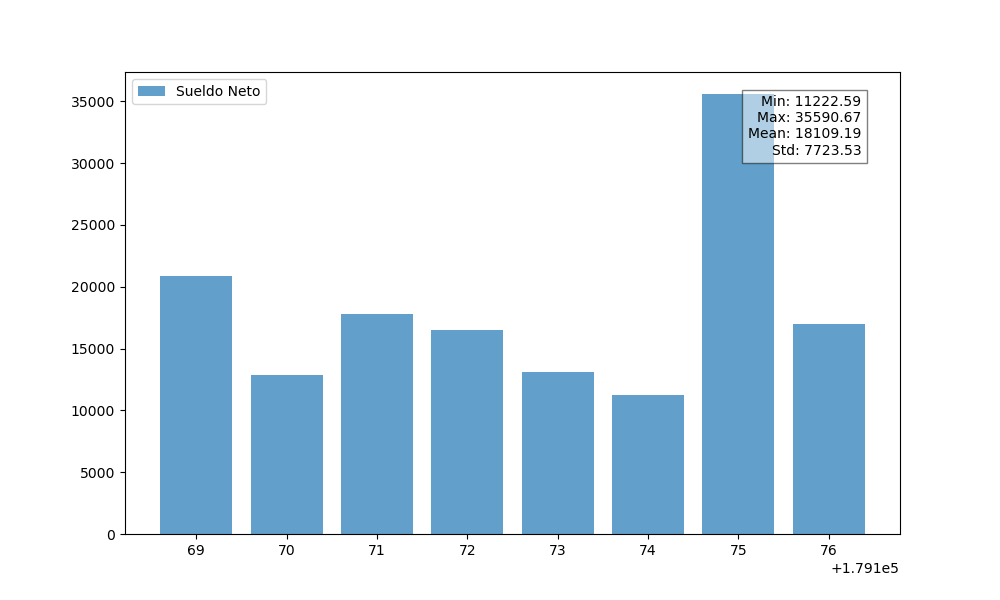 Sueldo Neto
Min: 11222.59
Max: 35590.67
Mean: 18109.19
Std: 7723.53
35000
30000
25000
20000
15000
10000
5000
0
69 70 71 72 73 74 75 76
+1.791e5